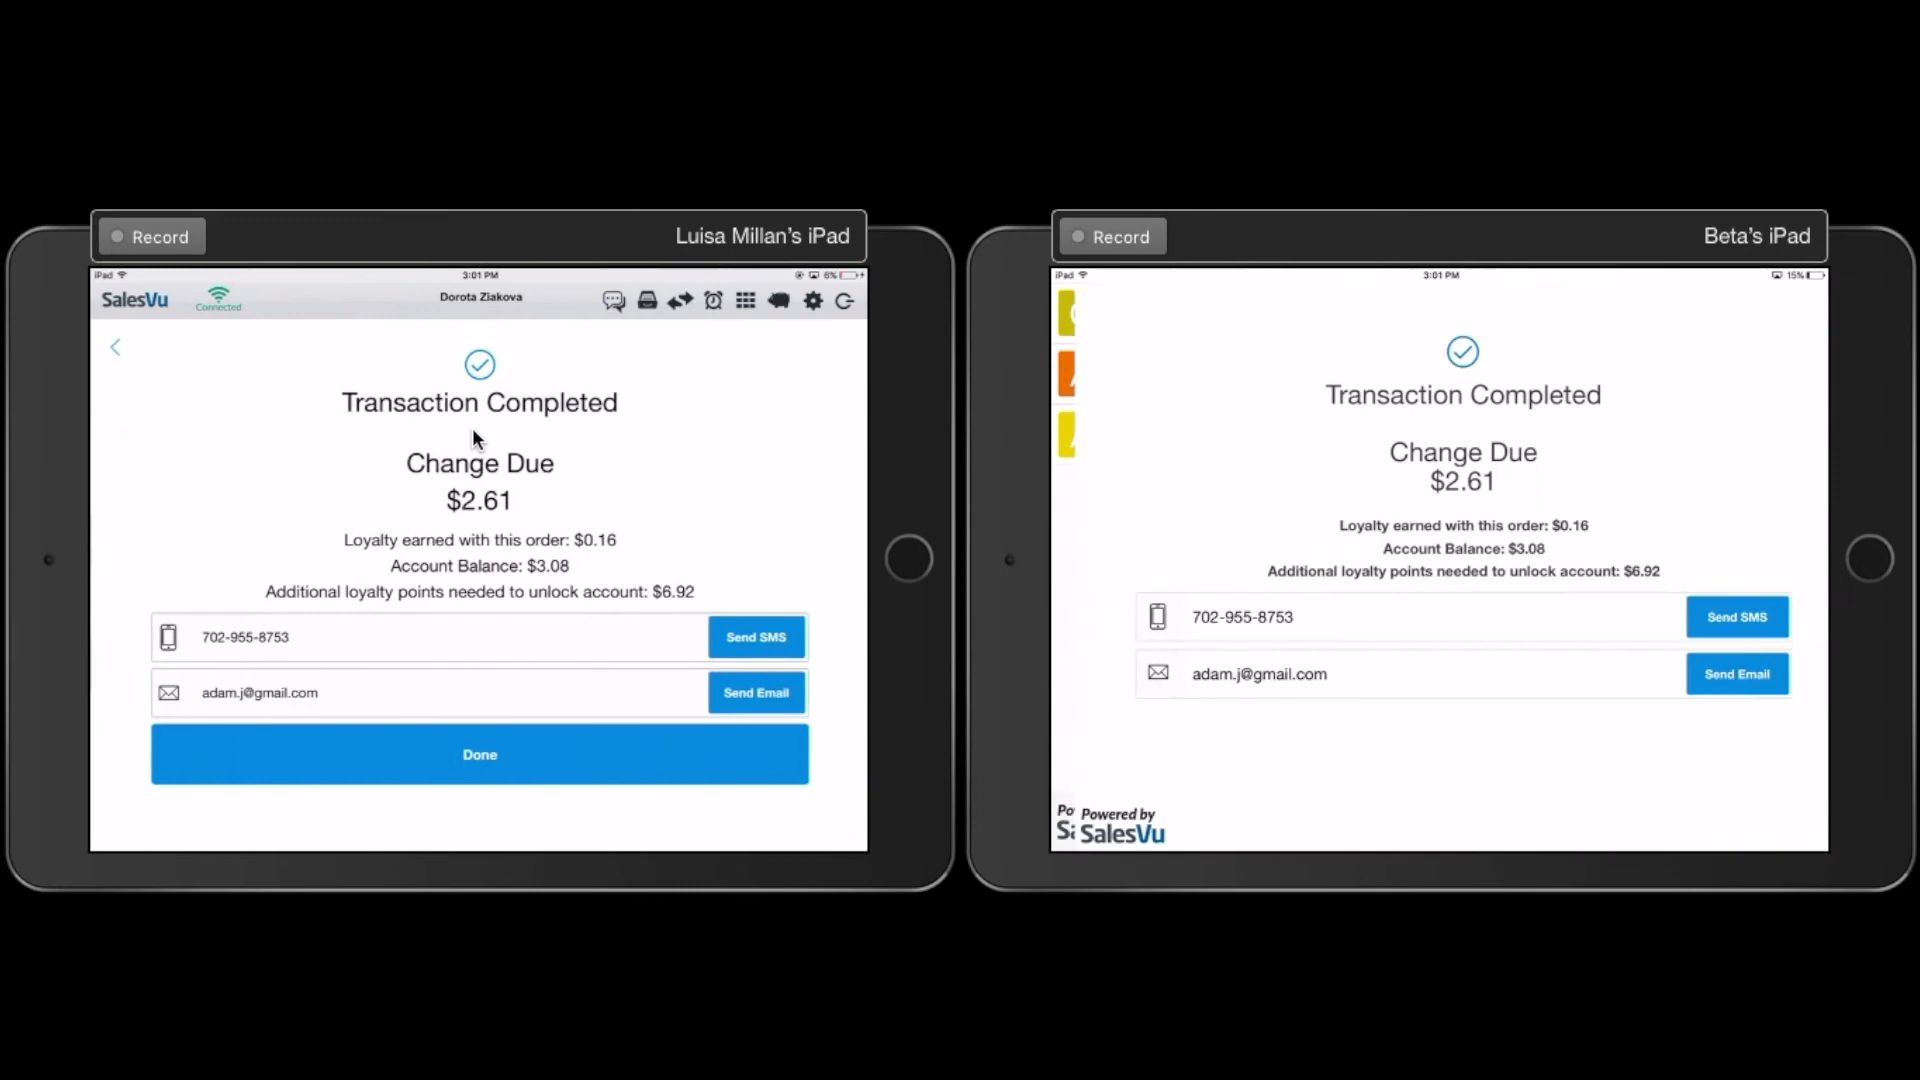 Record
Luisa Millan's iPad
iPad
3:01 PM
6%
SalesVu
Connected
Dorota Ziakova
Transaction Completed
Change Due
$2.61
Loyalty earned with this order: $0.16
Account Balance: $3.08
Additional loyalty points needed to unlock account: $6.92
702-955-8753
Send SMS
adam.j@gmail.com
Send Email
Done
Record
Beta's iPad
iPad
3:01 PM
15%
Transaction Completed
Change Due
$2.61
Loyalty earned with this order: $0.16
Account Balance: $3.08
Additional loyalty points needed to unlock account: $6.92
702-955-8753
Send SMS
adam.j@gmail.com
Send Email
Po Powered by
Sa SalesVu